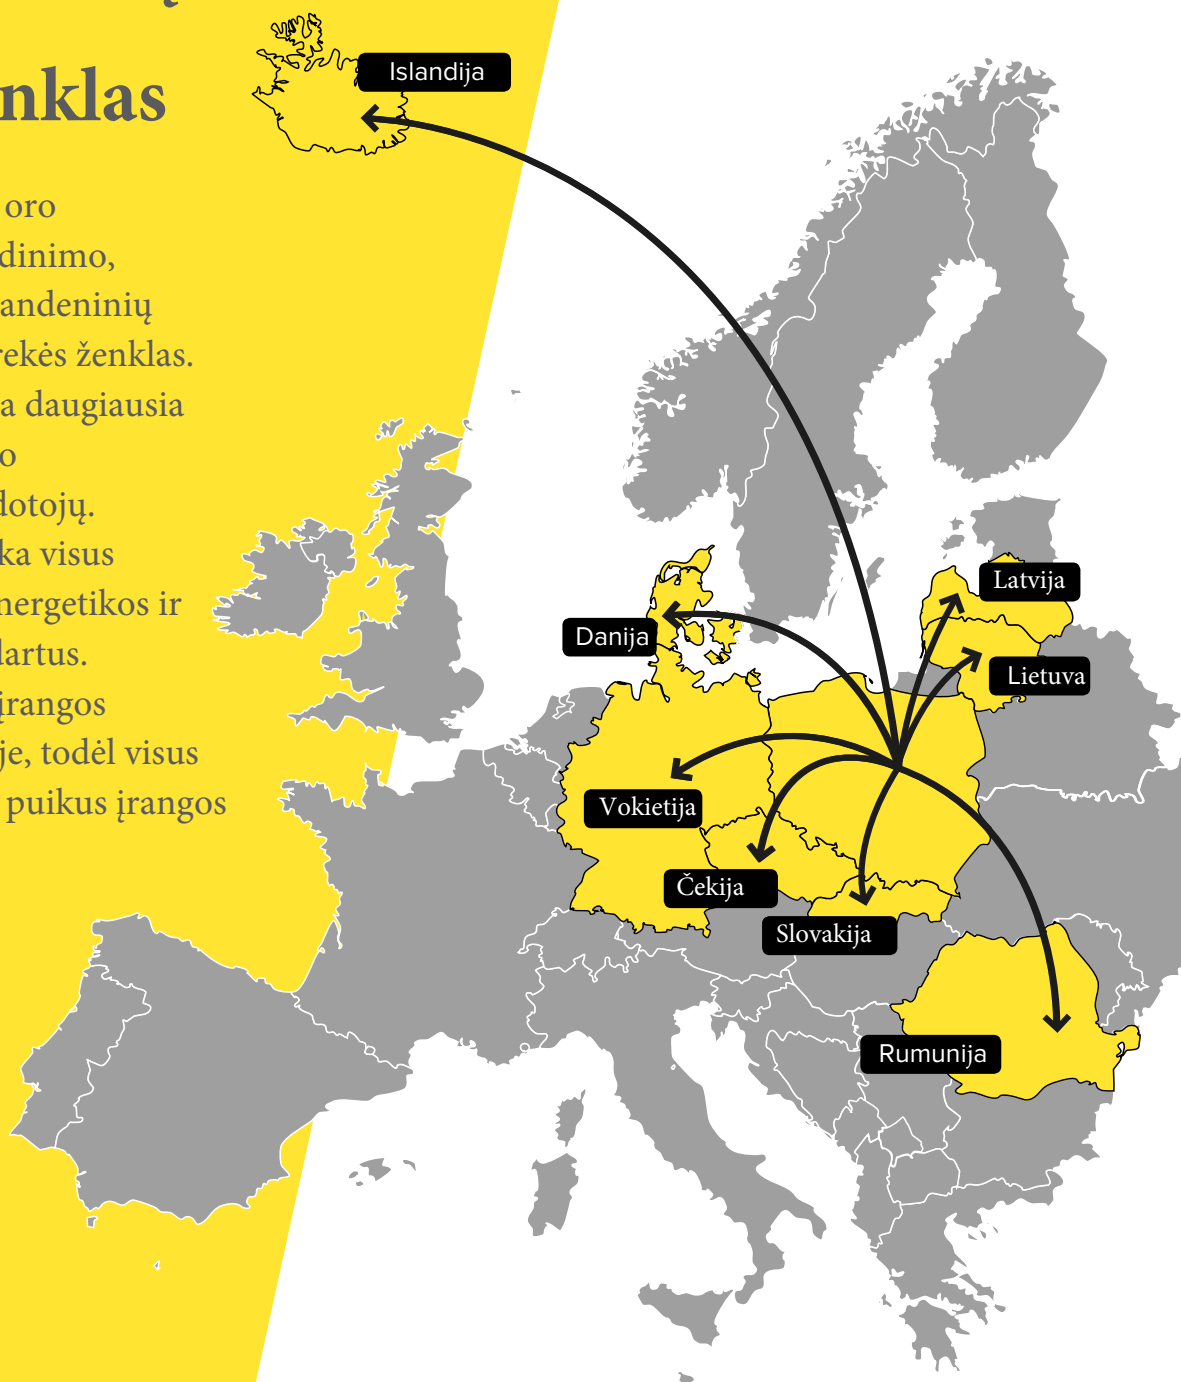 nklas
oro
dinimo,
andeninių
rekės ženklas.
a daugiausia
o
dotojų.
ka visus
nergetikos ir
dartus.
įrangos
je, todėl visus
puikus įrangos
Islandija
Latvija
Danija
Lietuva
Vokietija
Čekija
Slovakija
Rumunija